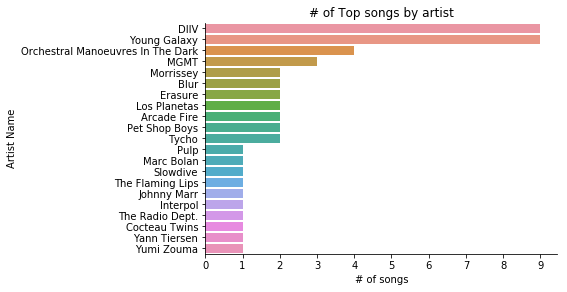 # of Top songs by artist
Artist Name
DIIV
Young Galaxy
Orchestral Manoeuvres In The Dark
MGMT
Morrissey
Blur
Erasure
Los Planetas
Arcade Fire
Pet Shop Boys
Tycho
Pulp
Marc Bolan
Slowdive
The Flaming Lips
Johnny Marr
Interpol
The Radio Dept.
Cocteau Twins
Yann Tiersen
Yumi Zouma
0 1 2 3 4 5 6 7 8 9
# of songs